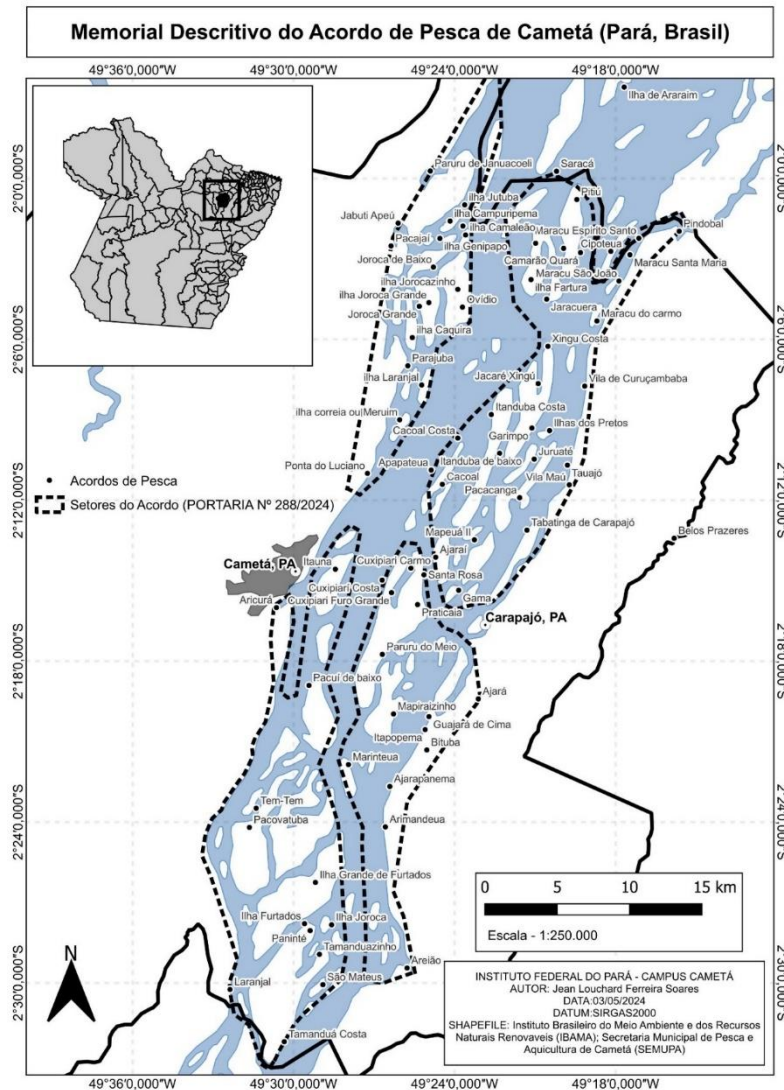 Memorial Descritivo do Acordo de Pesca de Cametá (Pará, Brasil)
49°36'0,000"W 49°30'0,000"W 49°24'0,000"W 49°18'0,000"W
Ilha de Araraim
2°0'0,000"S
Paruru de Januacoeli
Saracá
Pitiú
ilha Jutuba
ilha Campuripema
Jabuti Apeú
ilha Camaleão
Maracu Espirito Santo
Pindobal
Pacajaí
ilha Genipapo
Cipoteua
Joroca de Baixo
Camarão Quará
Maracu Santa Maria
ilha Jorocazinho
Maracu São João
ilha Fartura
ilha Joroca Grande
Ovídio
Joroca Grande
Jaracuera
Maracu do carmo
ilha Caquira
Xingu Costa
2°6'0,000"S
Parajuba
ilha Laranjal
Jacaré Xingú
Vila de Curuçambaba
ilha correia ou Meruim
Itanduba Costa
Cacoal Costa
Garimpo
Ilhas dos Pretos
Ponta do Luciano
Apapateua
Itanduba de baixo
Juruaté
Cacoal
Vila Maú
Tauajó
Pacacanga
Acordos de Pesca
Setores do Acordo (PORTARIA Nº 288/2024)
2°12'0,000"S
Mapeuá II
Tabatinga de Carapajó
Belos Prazeres
Ajaraí
Cametá, PA
Itauna
Cuxipiarí Carmo
Cuxipiarí Costa
Santa Rosa
Aricurá
Cuxipiarí Furo Grande
Gama
Praticaia
Carapajó, PA
2°18'0,000"S
Paruru do Meio
Pacuí de baixo
Ajará
Mapiraizinho
Guajará de Cima
Itapopema
Bituba
Marinteua
Ajarapanema
Tem-Tem
Pacovatuba
Arimandeua
2°24'0,000"S
Ilha Grande de Furtados
0 5 10 15 km
Escala - 1:250.000
Ilha Furtados
Ilha Joroca
Paninté
Tamanduazinho
Areião
Laranjal
São Mateus
2°30'0,000"S
Tamanduá Costa
N
INSTITUTO FEDERAL DO PARÁ - CAMPUS CAMETÁ
AUTOR: Jean Louchard Ferreira Soares
DATA:03/05/2024
DATUM:SIRGAS2000
SHAPEFILE: Instituto Brasileiro do Meio Ambiente e dos Recursos
Naturais Renovaveis (IBAMA); Secretaria Municipal de Pesca e
Aquicultura de Cametá (SEMUPA)
49°36'0,000"W 49°30'0,000"W 49°24'0,000"W 49°18'0,000"W